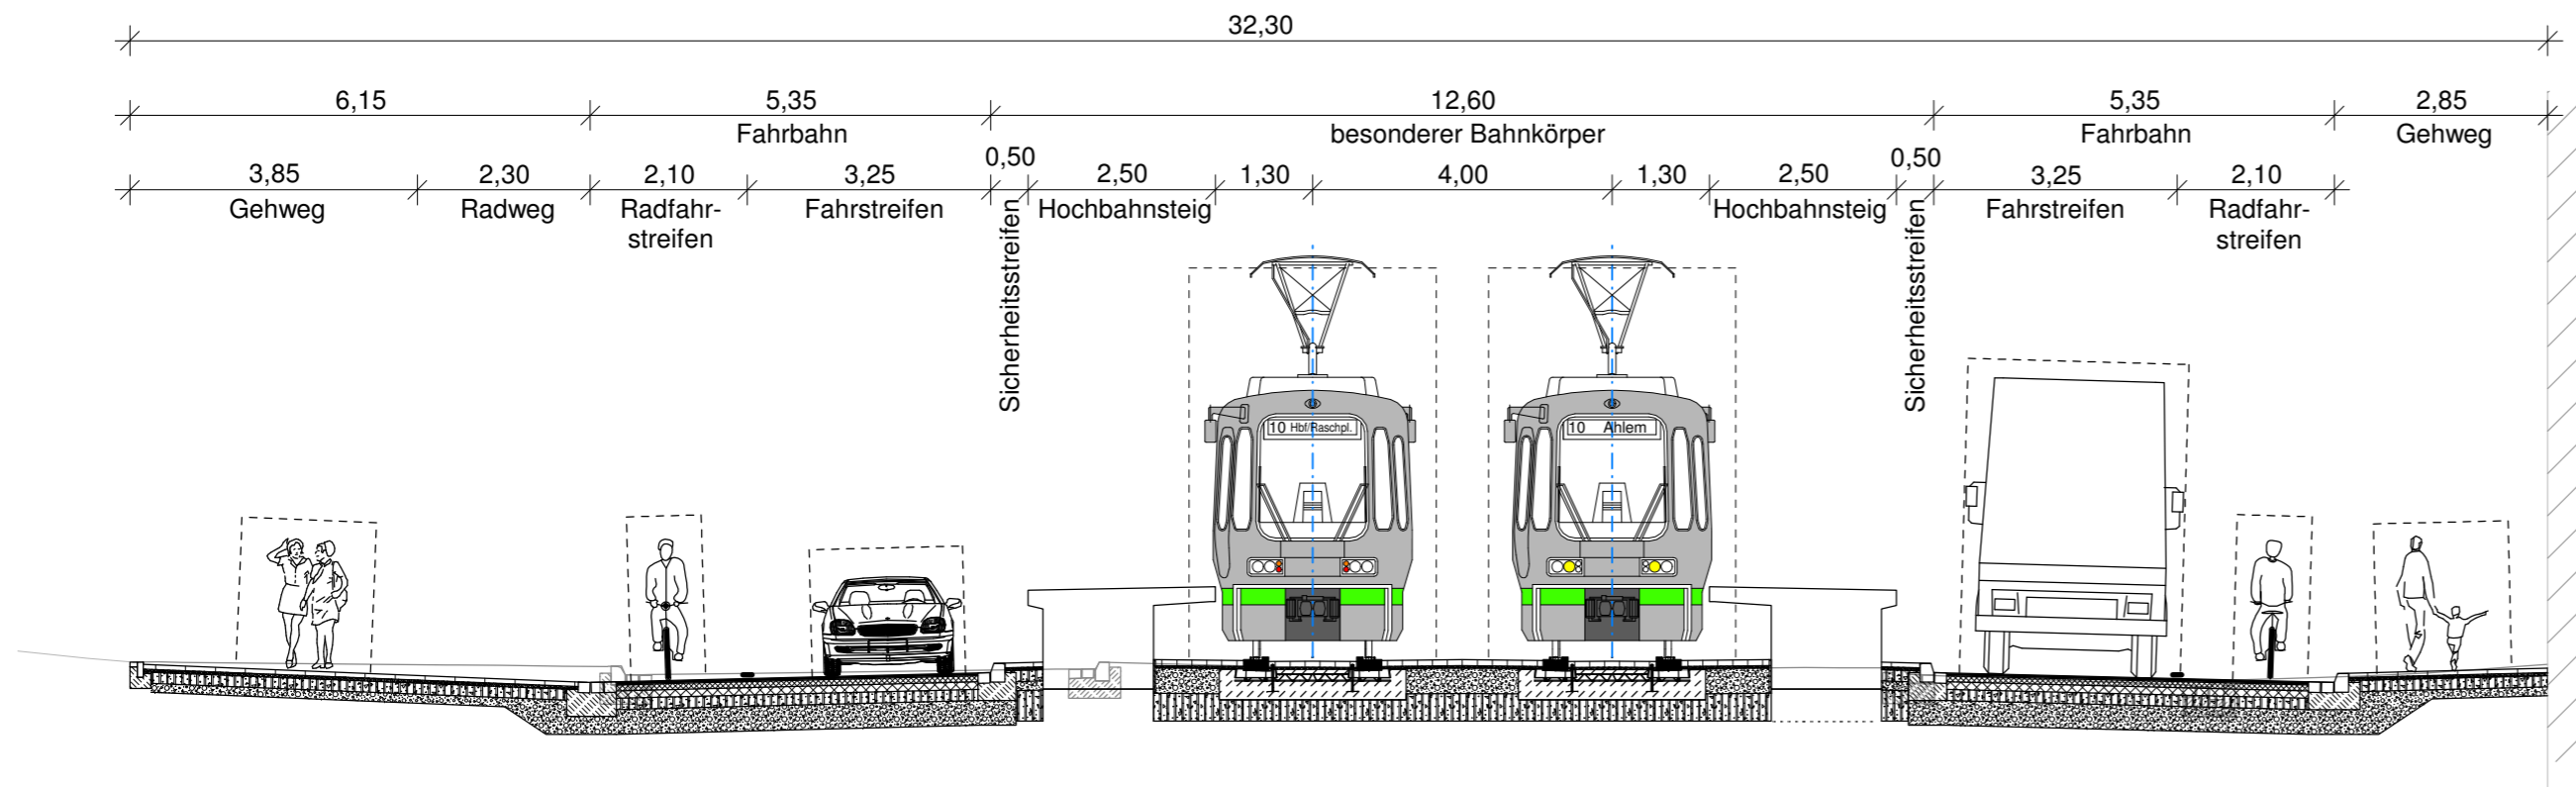 32,30
6,15
5,35
12,60
5,35
2,85
Fahrbahn
besonderer Bahnkörper
Fahrbahn
Gehweg
3,85
2,30
2,10
3,25
0,50
2,50
1,30
4,00
1,30
2,50
0,50
3,25
2,10
Gehweg
Radweg
Radfahr-
streifen
Fahrstreifen
Sicherheitsstreifen
Hochbahnsteig
Hochbahnsteig
Sicherheitsstreifen
Fahrstreifen
Radfahr-
streifen
10 Hbf/Raschpl.
10 Ahlem